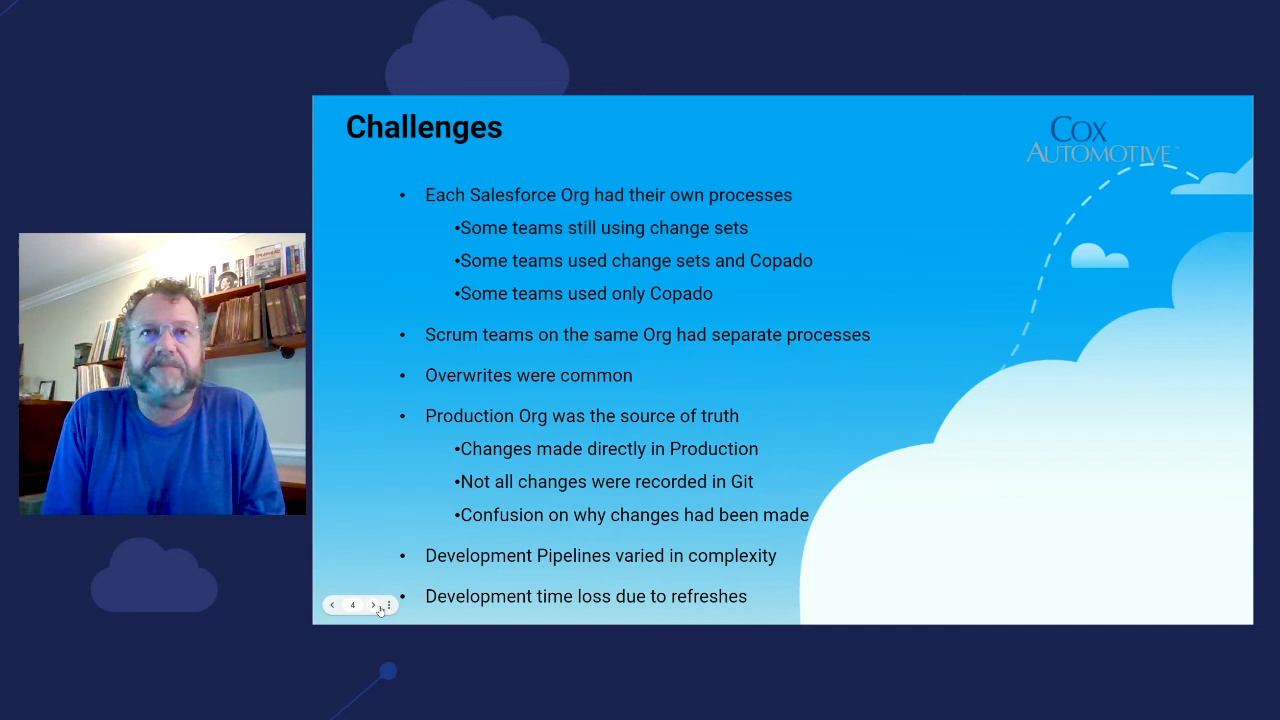 Challenges
COX
AUTOMOTIVE™
• Each Salesforce Org had their own processes
•Some teams still using change sets
•Some teams used change sets and Copado
•Some teams used only Copado
• Scrum teams on the same Org had separate processes
• Overwrites were common
• Production Org was the source of truth
•Changes made directly in Production
•Not all changes were recorded in Git
•Confusion on why changes had been made
• Development Pipelines varied in complexity
• Development time loss due to refreshes
4